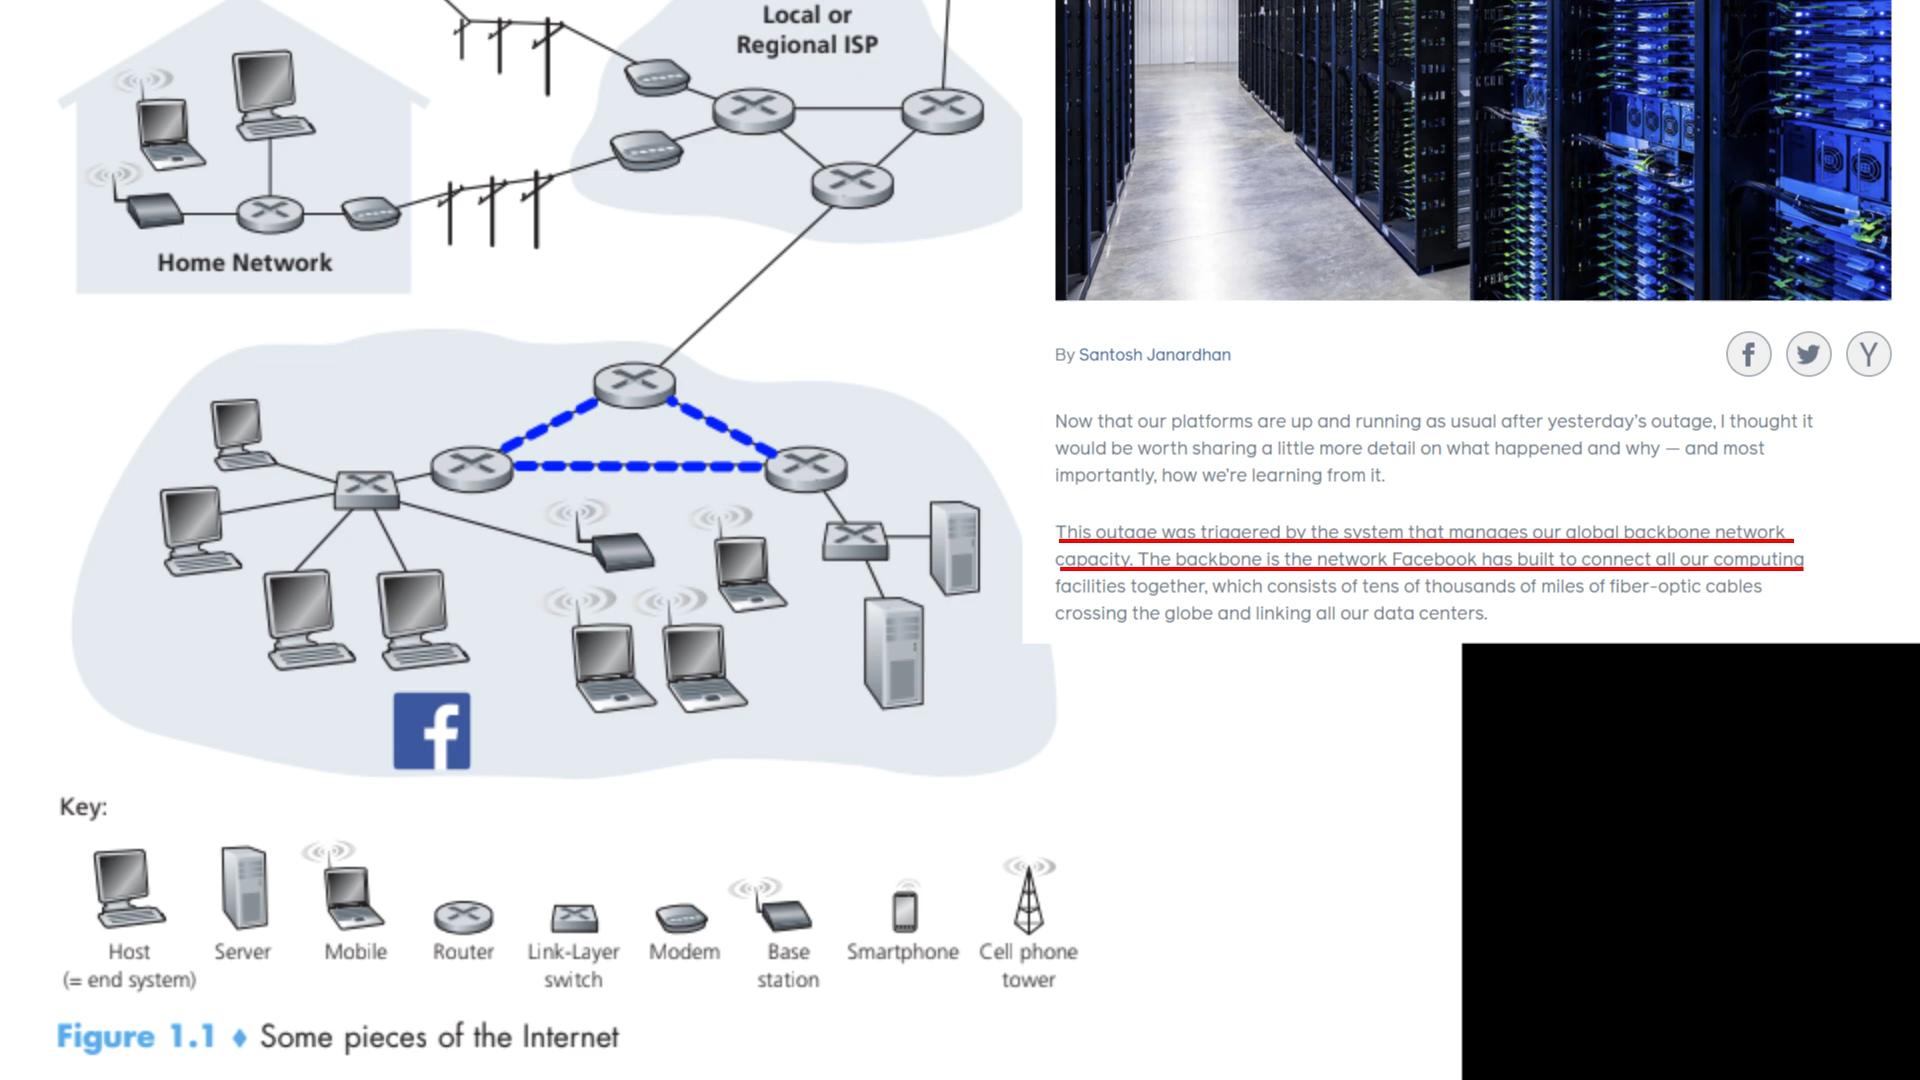 Local or
Regional ISP
Home Network
By Santosh Janardhan
Now that our platforms are up and running as usual after yesterday's outage, I thought it
would be worth sharing a little more detail on what happened and why — and most
importantly, how we're learning from it.
This outage was triggered by the system that manages our global backbone network
capacity. The backbone is the network Facebook has built to connect all our computing
facilities together, which consists of tens of thousands of miles of fiber-optic cables
crossing the globe and linking all our data centers.
Key:
Host
(= end system)
Server
Mobile
Router
Link-Layer
switch
Modem
Base
station
Smartphone
Cell phone
tower
Figure 1.1 ♦ Some pieces of the Internet